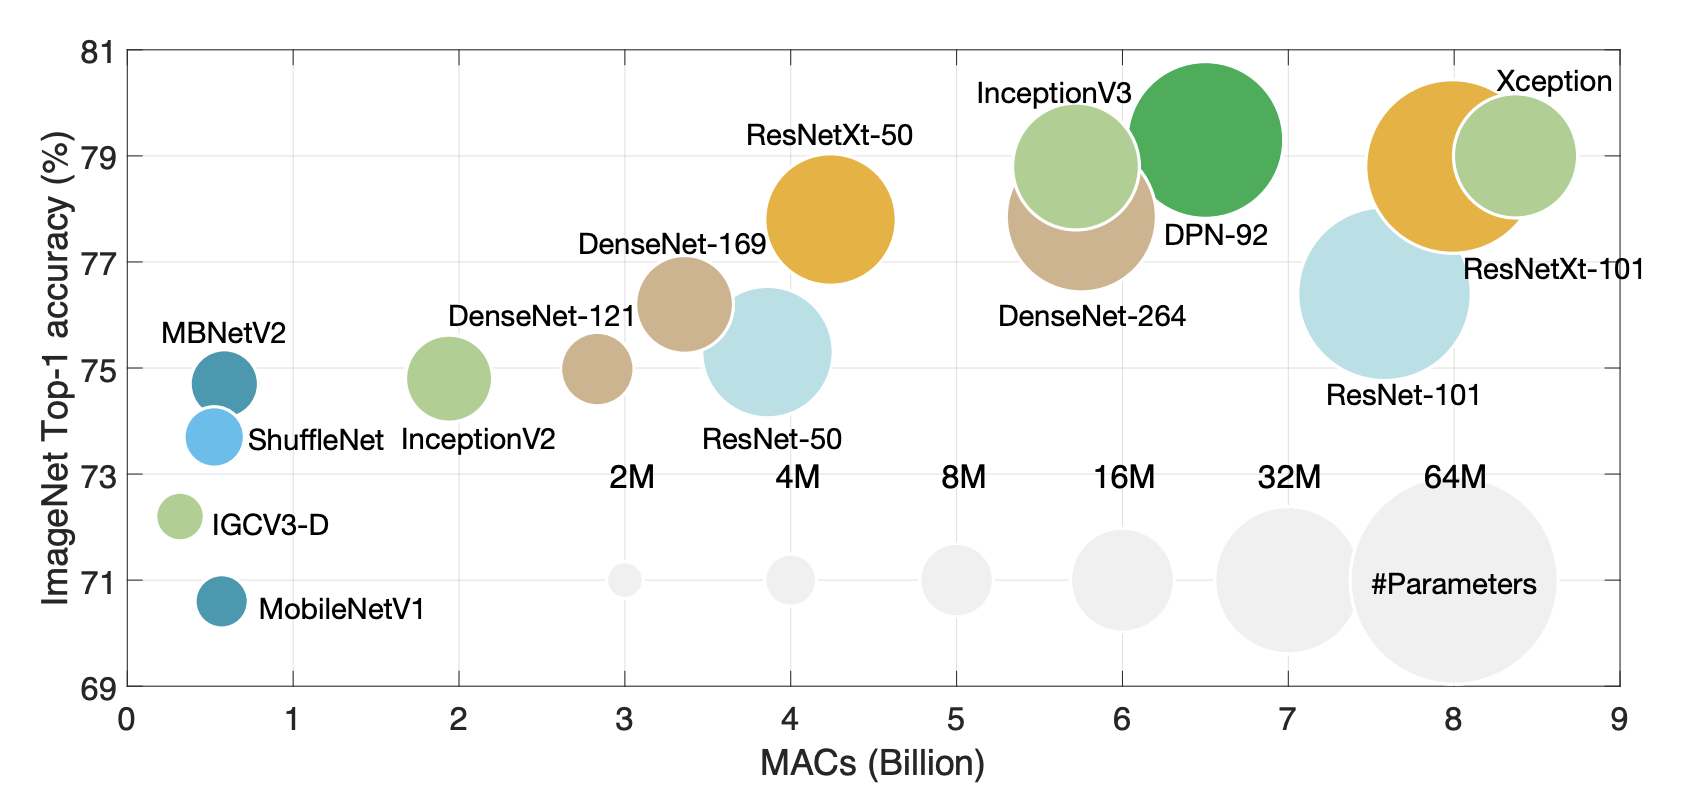 81
Xception
InceptionV3
ResNetXt-50
79
DPN-92
DenseNet-169
77
ResNetXt-101
DenseNet-121
DenseNet-264
MBNetV2
75
ResNet-101
ShuffleNet
InceptionV2
ResNet-50
73
2M
4M
8M
16M
32M
64M
IGCV3-D
71
#Parameters
MobileNetV1
69
0
1
2
3
4
5
6
7
8
9
MACs (Billion)
ImageNet Top-1 accuracy (%)